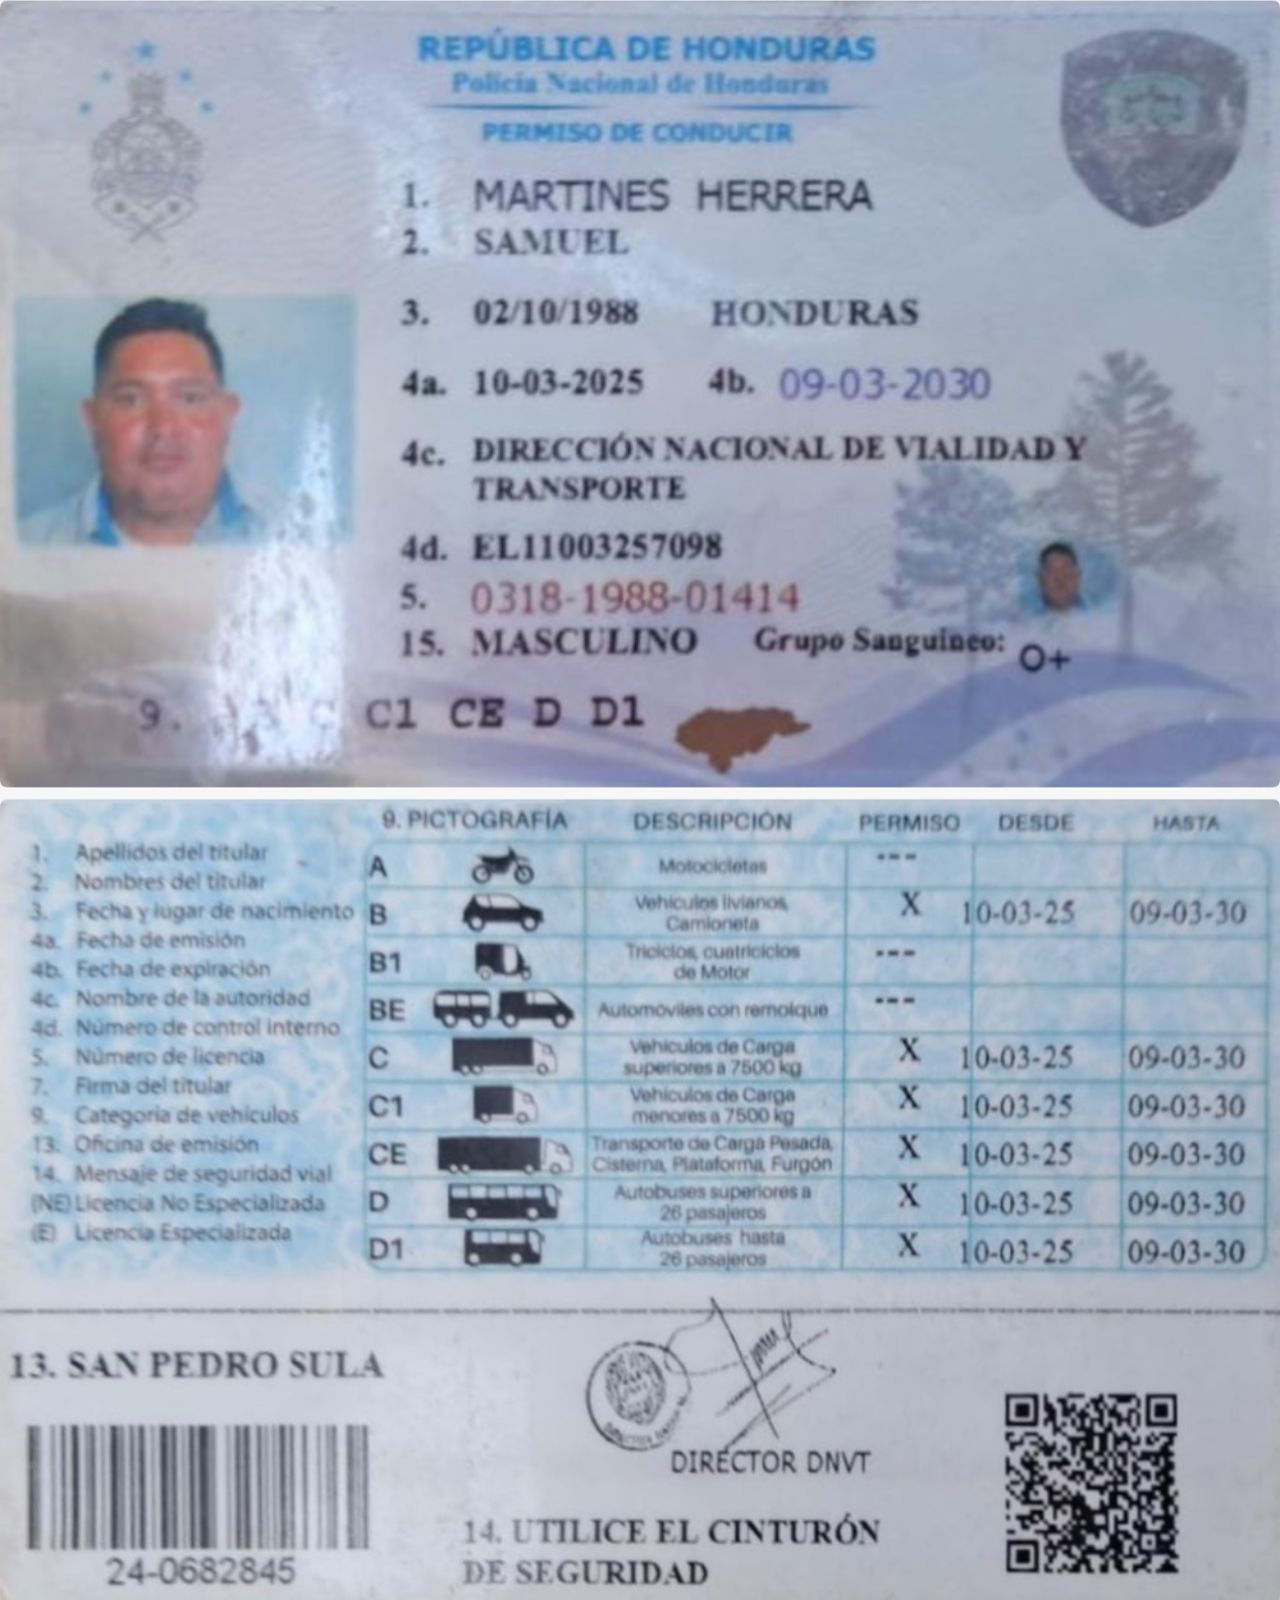 REPÚBLICA DE HONDURAS
Policía Nacional de Honduras
PERMISO DE CONDUCIR
1. MARTINES HERRERA
2. SAMUEL
3. 02/10/1988 HONDURAS
4a. 10-03-2025 4b. 09-03-2030
4c. DIRECCIÓN NACIONAL DE VIALIDAD Y
TRANSPORTE
4d. EL11003257098
5. 0318-1988-01414
15. MASCULINO Grupo Sanguíneo: O+
9. C1 CE D D1
1. Apellidos del titular
2. Nombres del titular
3. Fecha y lugar de nacimiento
4a. Fecha de emisión
4b. Fecha de expiración
4c. Nombre de la autoridad
4d. Número de control interno
5. Número de licencia
7. Firma del titular
9. Categoría de vehículos
13. Oficina de emisión
14. Mensaje de seguridad vial
(NE) Licencia No Especializada
(E) Licencia Especializada
9. PICTOGRAFÍA DESCRIPCIÓN PERMISO DESDE HASTA
A Motocicletas ---
B Vehículos livianos, Camioneta X 10-03-25 09-03-30
B1 Triciclos, cuatriciclos de Motor ---
BE Automóviles con remolque ---
C Vehículos de Carga superiores a 7500 kg X 10-03-25 09-03-30
C1 Vehículos de Carga menores a 7500 kg X 10-03-25 09-03-30
CE Transporte de Carga Pesada, Cisterna, Plataforma, Furgón X 10-03-25 09-03-30
D Autobuses superiores a 26 pasajeros X 10-03-25 09-03-30
D1 Autobuses hasta 26 pasajeros X 10-03-25 09-03-30
13. SAN PEDRO SULA
DIRECTOR DNVT
24-0682845
14. UTILICE EL CINTURÓN
DE SEGURIDAD